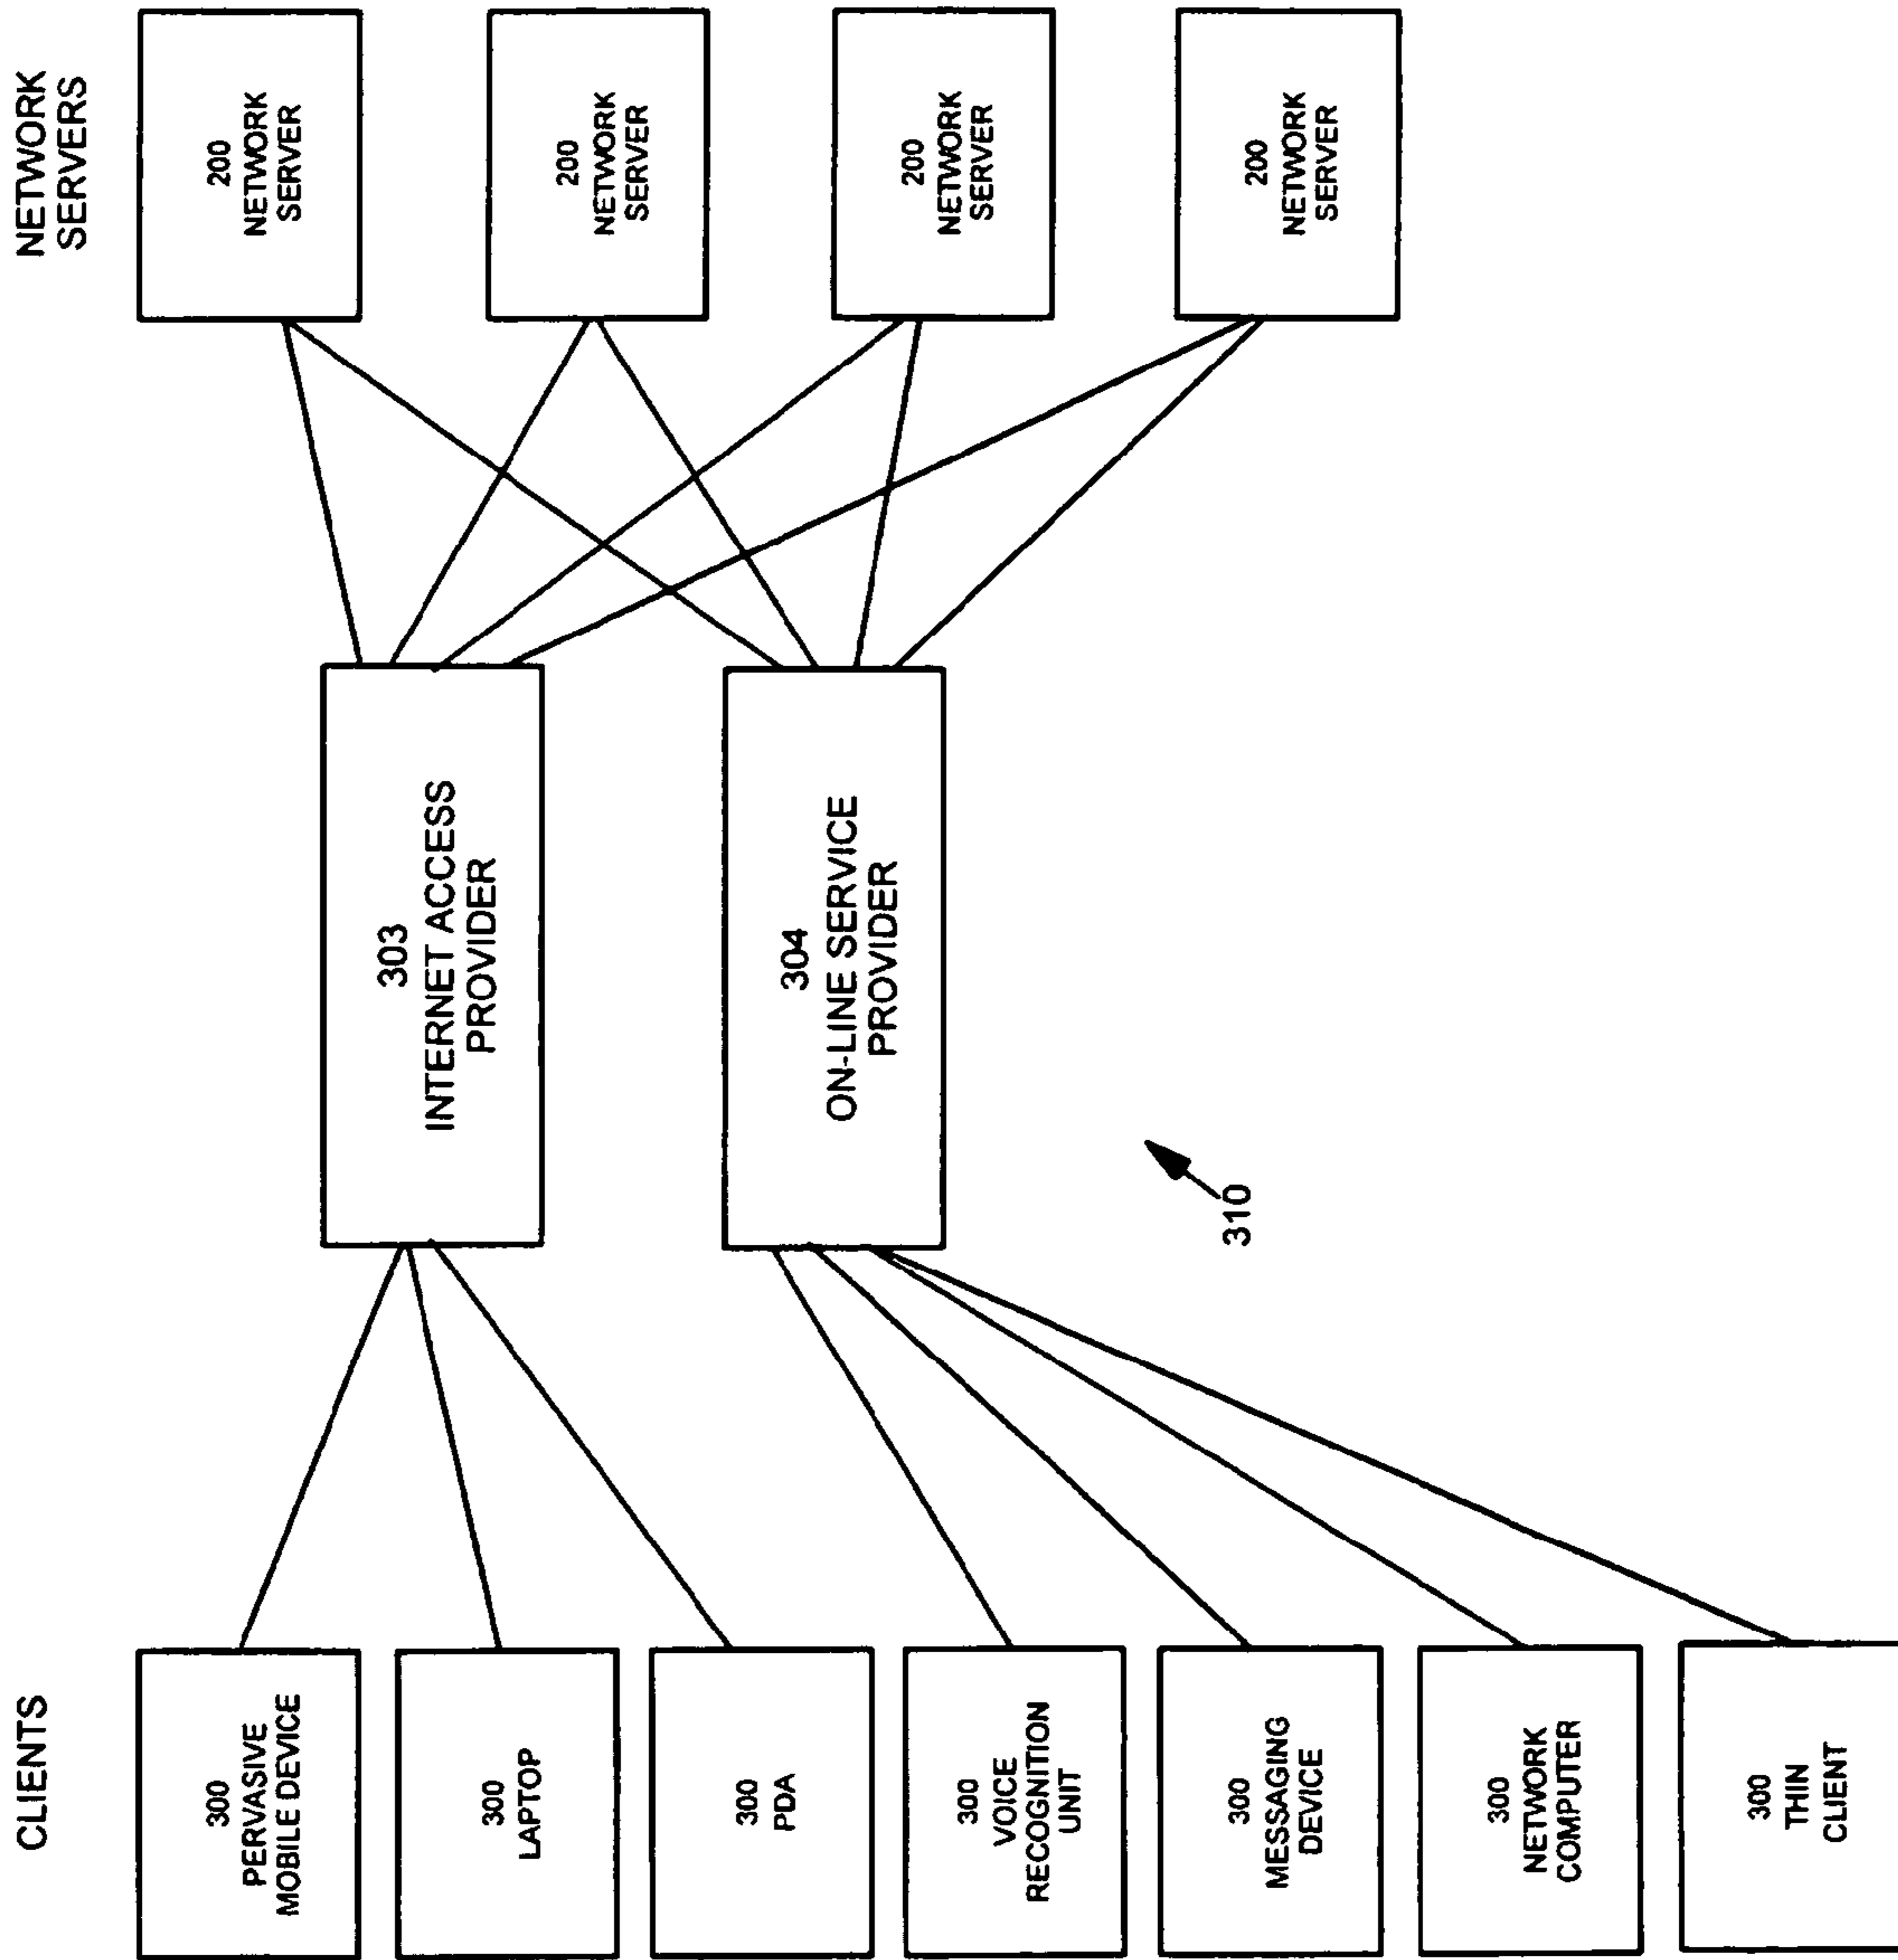 CLIENTS
300
PERVASIVE
MOBILE DEVICE
300
LAPTOP
300
PDA
300
VOICE
RECOGNITION
UNIT
300
MESSAGING
DEVICE
300
NETWORK
COMPUTER
300
THIN
CLIENT
303
INTERNET ACCESS
PROVIDER
304
ON-LINE SERVICE
PROVIDER
310
NETWORK
SERVERS
200
NETWORK
SERVER
200
NETWORK
SERVER
200
NETWORK
SERVER
200
NETWORK
SERVER